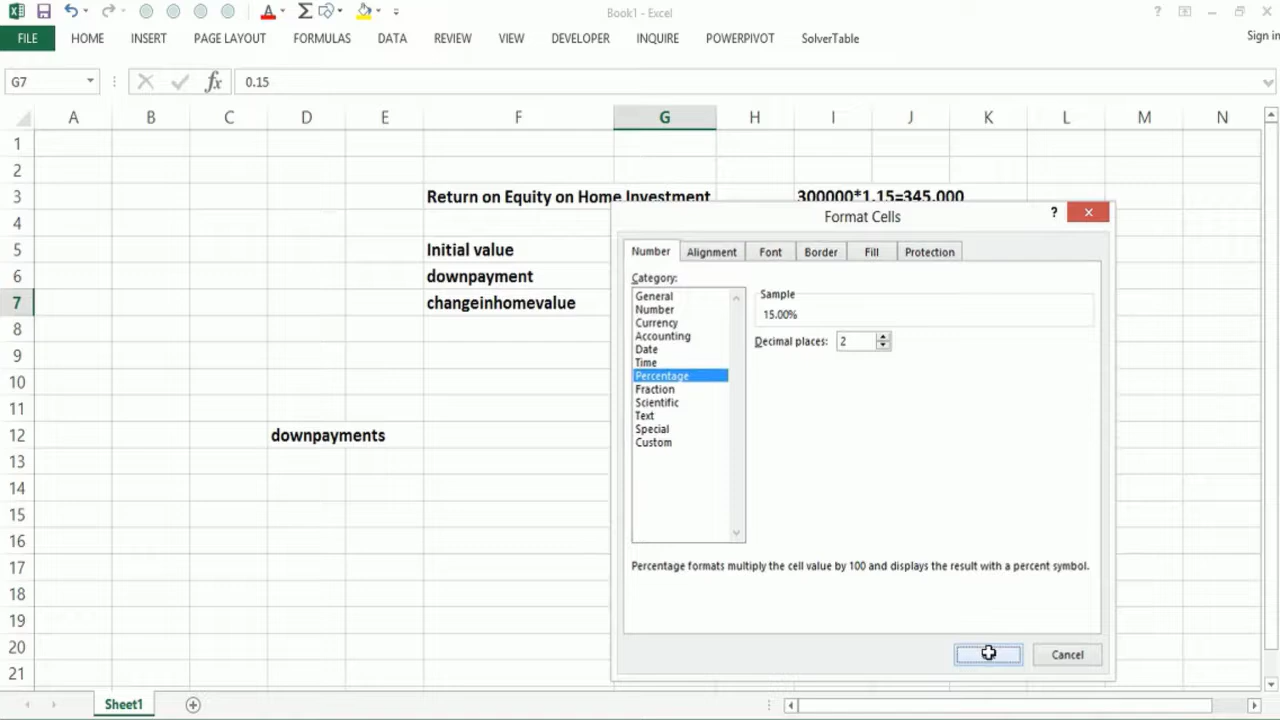 Book1 - Excel
?
FILE HOME INSERT PAGE LAYOUT FORMULAS DATA REVIEW VIEW DEVELOPER INQUIRE POWERPIVOT SolverTable Sign in
G7 fx 0.15
A B C D E F G H I J K L M N
1
2
3 Return on Equity on Home Investment 300000*1.15=345,000
4 Format Cells ?
5 Initial value Number Alignment Font Border Fill Protection
6 downpayment Category:
7 changeinhomevalue
8
9
10
11
12 downpayments
13
14
15
16
17
18
19
20
21
General
Number
Currency
Accounting
Date
Time
Percentage
Fraction
Scientific
Text
Special
Custom
Sample
15.00%
Decimal places: 2
Percentage formats multiply the cell value by 100 and displays the result with a percent symbol.
Cancel
Sheet1